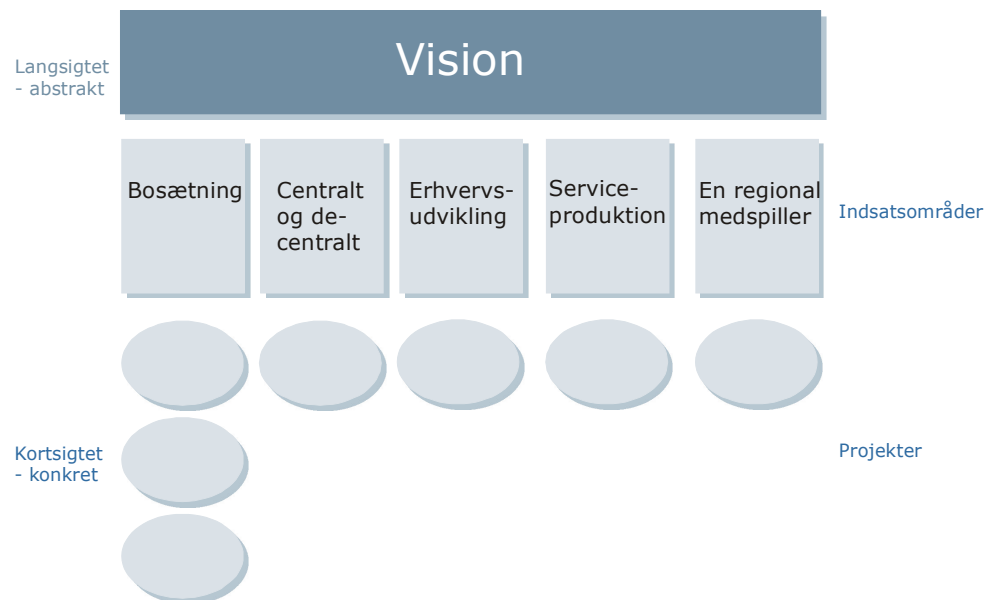 Vision
Langsigtet
- abstrakt
Bosætning
Centralt
og de-
centralt
Erhvervs-
udvikling
Service-
produktion
En regional
medspiller
Indsatsområder
Kortsigtet
- konkret
Projekter